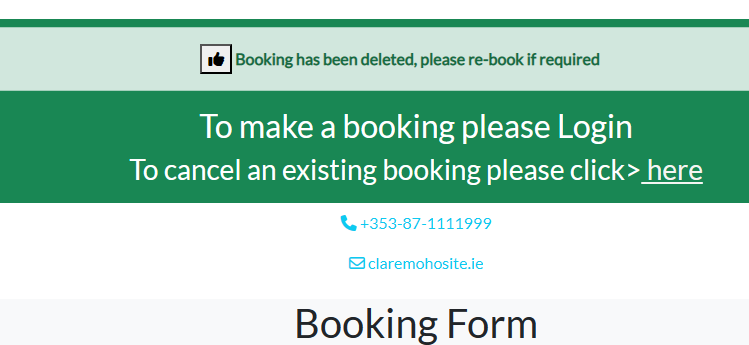 Booking has been deleted, please re-book if required
To make a booking please Login
To cancel an existing booking please click> here
+353-87-1111999
claremohosite.ie
Booking Form